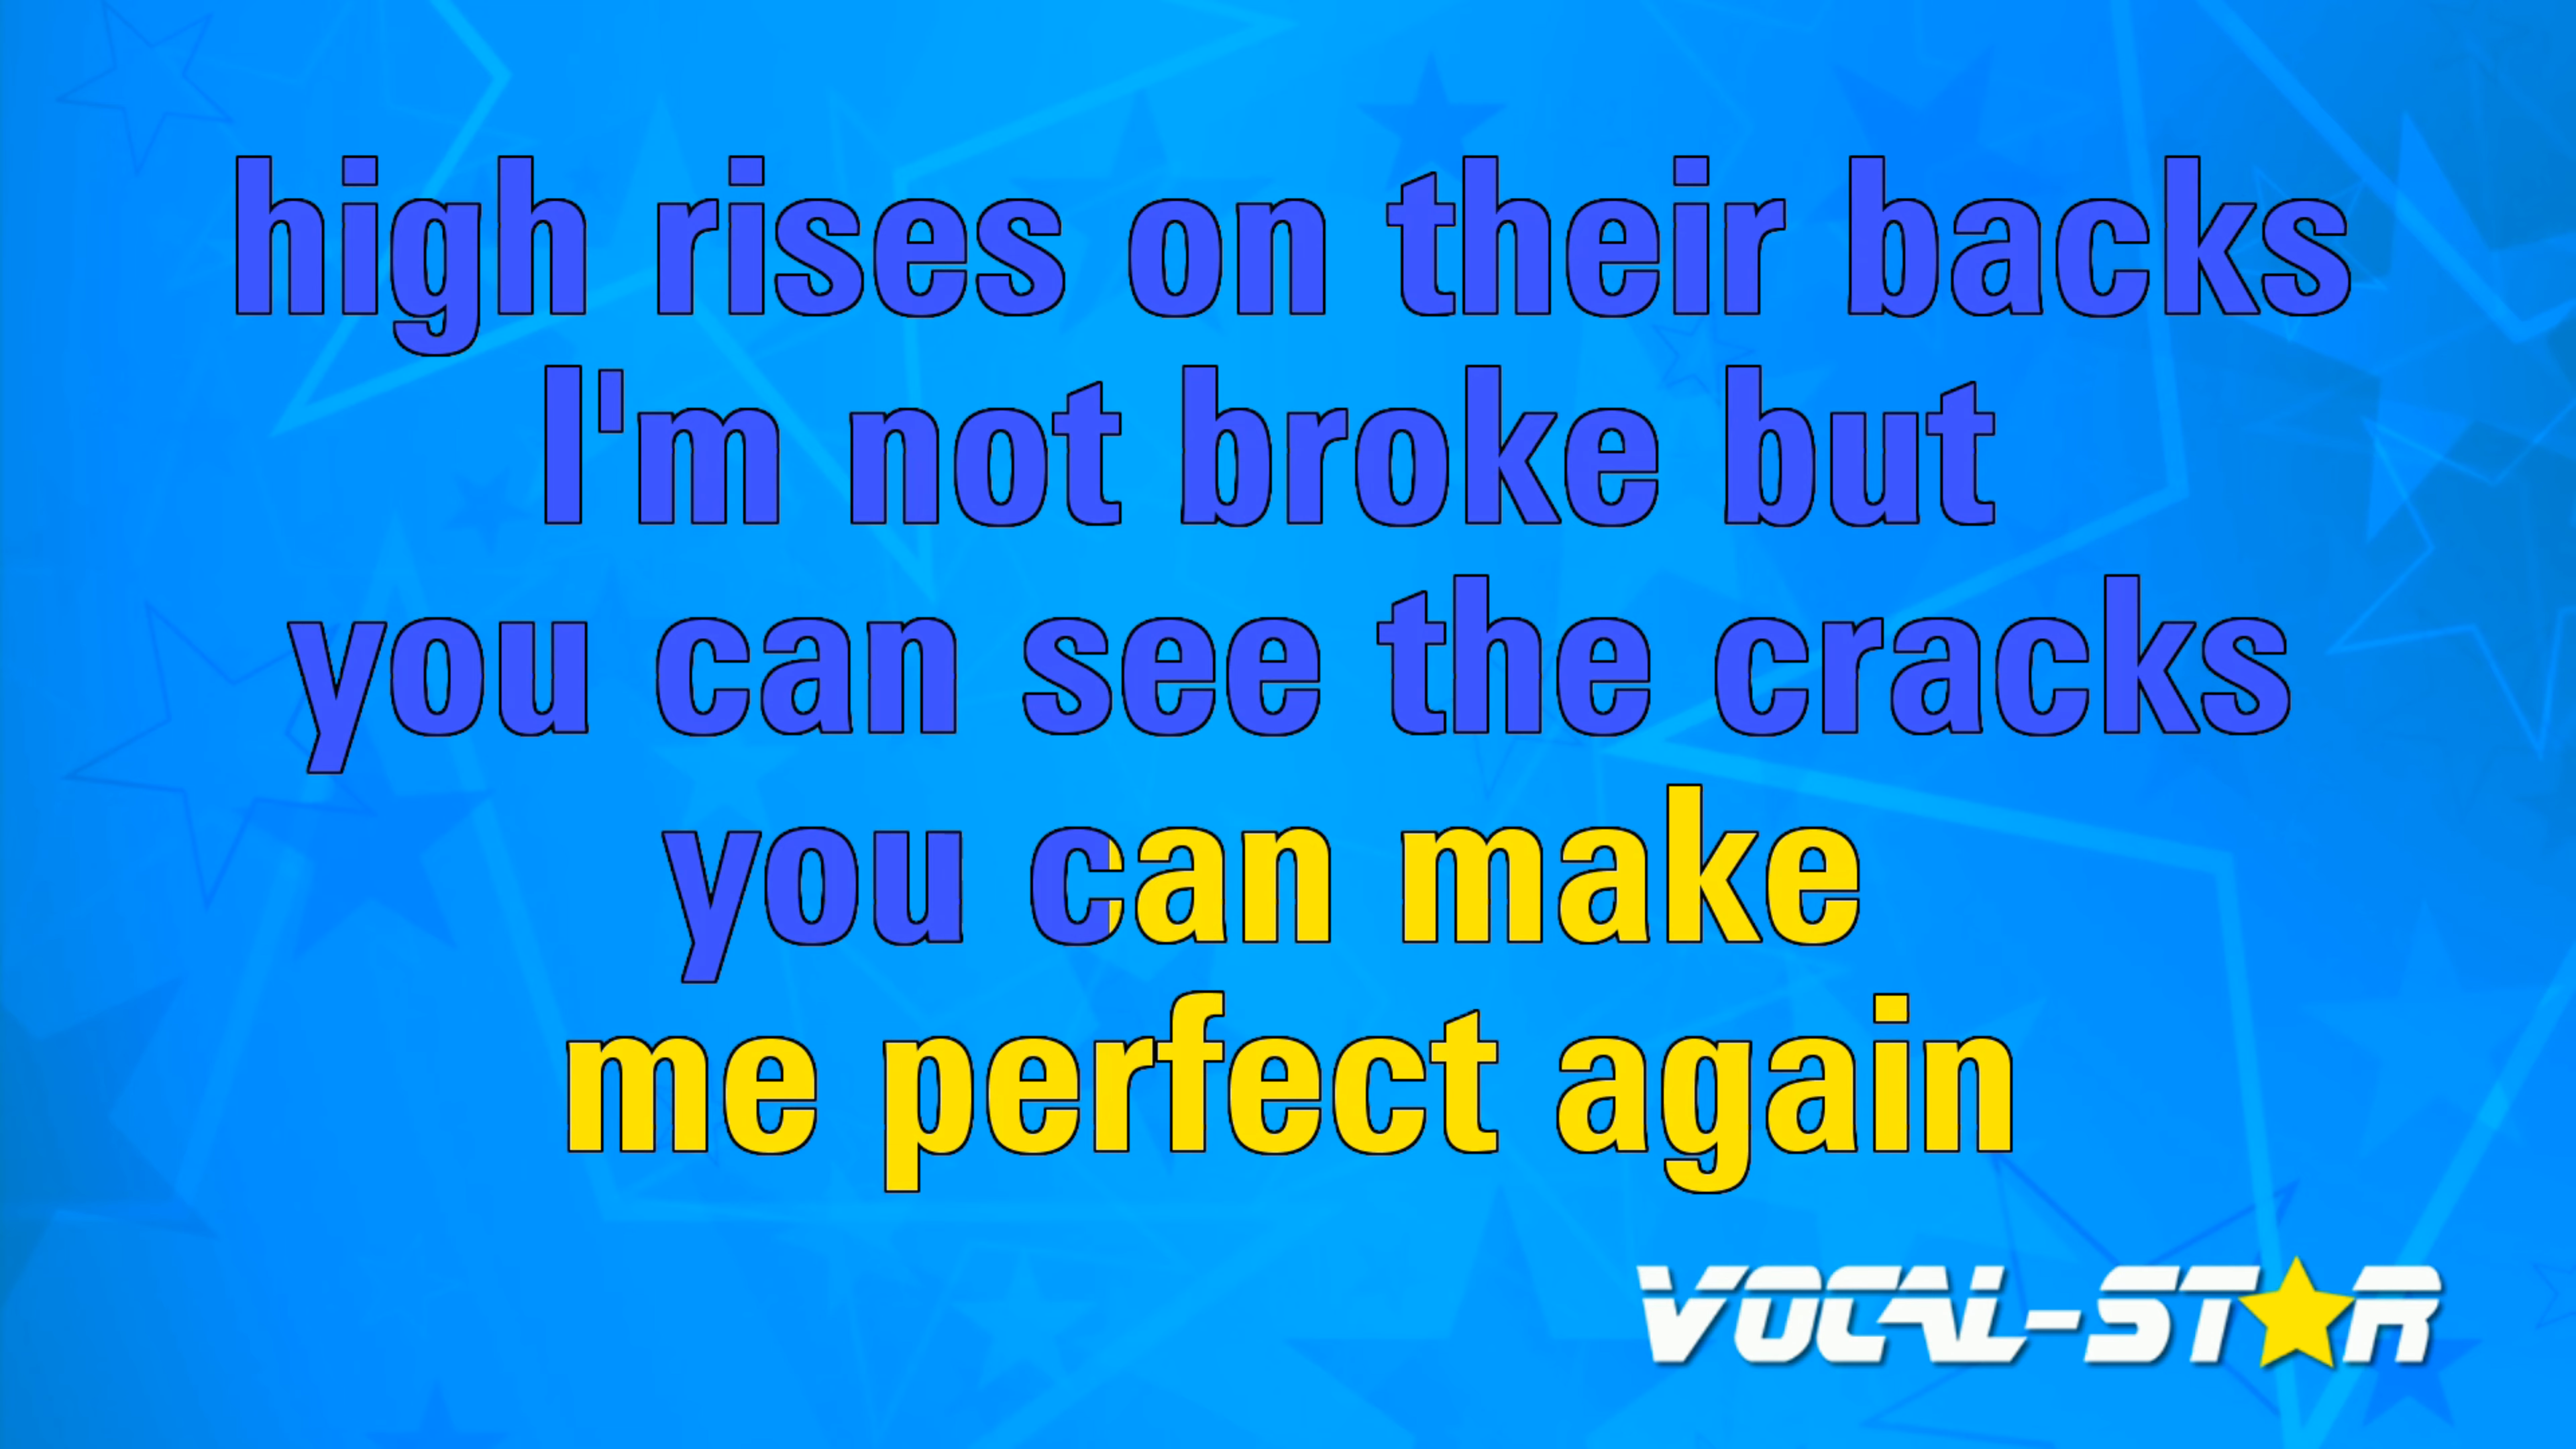 high rises on their backs
I'm not broke but
you can see the cracks
you can make
me perfect again
VOCAL-STAR